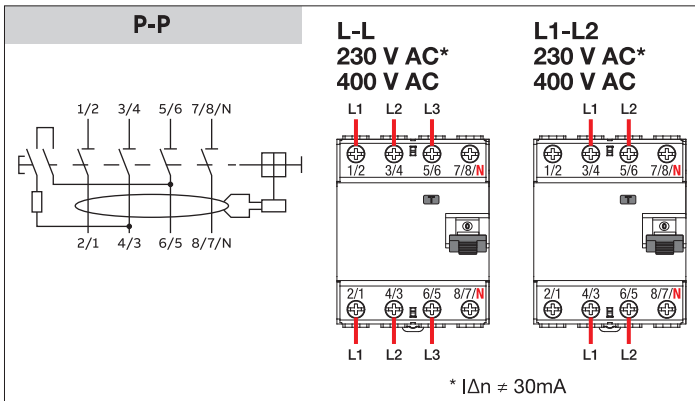 P-P
1/2 3/4 5/6 7/8/N
2/1 4/3 6/5 8/7/N
L-L
230 V AC*
400 V AC
L1 L2 L3
1/2 3/4 5/6 7/8/N
T
2/1 4/3 6/5 8/7/N
L1 L2 L3
L1-L2
230 V AC*
400 V AC
L1 L2
1/2 3/4 5/6 7/8/N
T
2/1 4/3 6/5 8/7/N
L1 L2
* IΔn ≠ 30mA